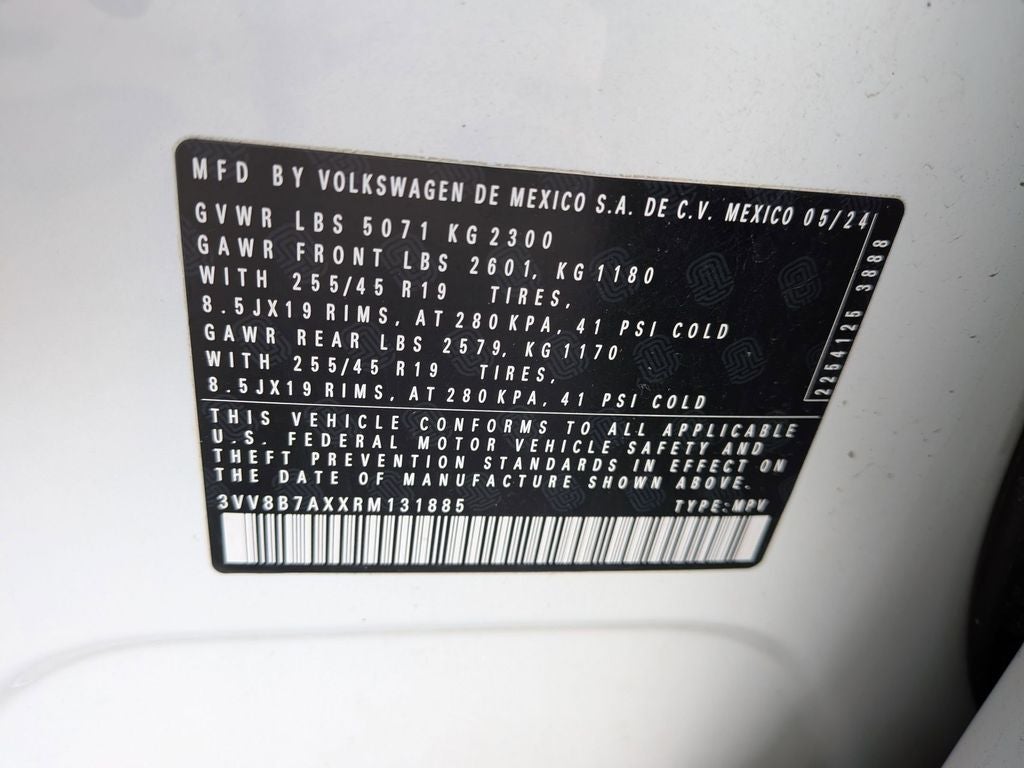 MFD BY VOLKSWAGEN DE MEXICO S.A. DE C.V. MEXICO 05/24
GVWR LBS 5071 KG 2300
GAWR FRONT LBS 2601, KG 1180
WITH 255/45 R19 TIRES,
8.5JX19 RIMS, AT 280 KPA, 41 PSI COLD
GAWR REAR LBS 2579, KG 1170
WITH 255/45 R19 TIRES,
8.5JX19 RIMS, AT 280 KPA, 41 PSI COLD
2254125 3888
THIS VEHICLE CONFORMS TO ALL APPLICABLE
U.S. FEDERAL MOTOR VEHICLE SAFETY AND
THEFT PREVENTION STANDARDS IN EFFECT ON
THE DATE OF MANUFACTURE SHOWN ABOVE.
3VV8B7AXXRM131885 TYPE:MPV